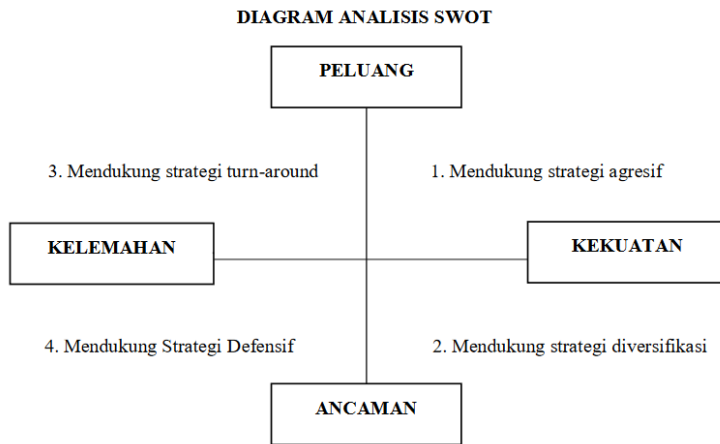 DIAGRAM ANALISIS SWOT
PELUANG
3. Mendukung strategi turn-around
1. Mendukung strategi agresif
KELEMAHAN
KEKUATAN
4. Mendukung Strategi Defensif
2. Mendukung strategi diversifikasi
ANCAMAN